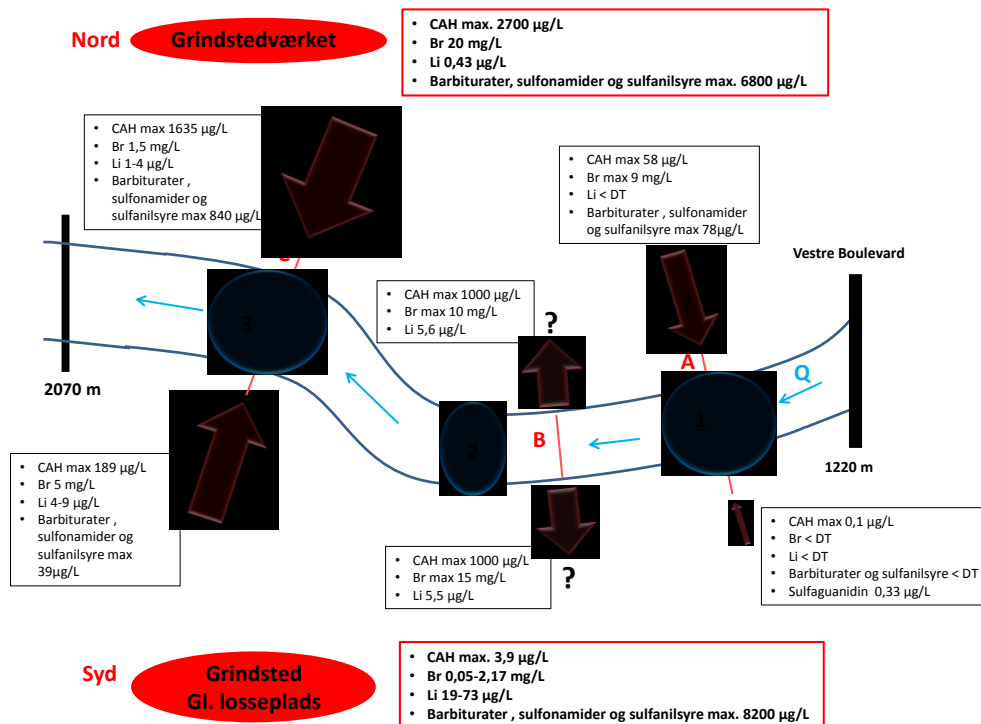 Nord
Grindstedværket
• CAH max. 2700 µg/L
• Br 20 mg/L
• Li 0,43 µg/L
• Barbiturater, sulfonamider og sulfanilsyre max. 6800 µg/L
• CAH max 1635 µg/L
• Br 1,5 mg/L
• Li 1-4 µg/L
• Barbiturater ,
sulfonamider og
sulfanilsyre max 840 µg/L
• CAH max 58 µg/L
• Br max 9 mg/L
• Li < DT
• Barbiturater , sulfonamider
og sulfanilsyre max 78µg/L
Vestre Boulevard
C
• CAH max 1000 µg/L
• Br max 10 mg/L
• Li 5,6 µg/L
?
3
A
Q
2070 m
1
2
B
1220 m
• CAH max 189 µg/L
• Br 5 mg/L
• Li 4-9 µg/L
• Barbiturater ,
sulfonamider og
sulfanilsyre max
39µg/L
• CAH max 1000 µg/L
• Br max 15 mg/L
• Li 5,5 µg/L
?
• CAH max 0,1 µg/L
• Br < DT
• Li < DT
• Barbiturater og sulfanilsyre < DT
• Sulfaguanidin 0,33 µg/L
Syd
Grindsted
Gl. losseplads
• CAH max. 3,9 µg/L
• Br 0,05-2,17 mg/L
• Li 19-73 µg/L
• Barbiturater , sulfonamider og sulfanilsyre max. 8200 µg/L